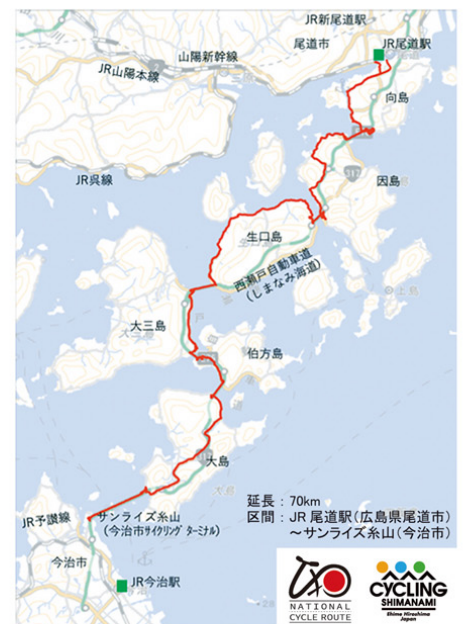 JR新尾道駅
尾道市
JR尾道駅
山陽新幹線
JR山陽本線
2
向島
317
因島
JR呉線
生口島
西瀬戸自動車道
(しまなみ海道)
大三島
伯方島
大島
延長：70km
区間：JR 尾道駅(広島県尾道市)
～サンライズ糸山(今治市)
JR予讃線
サンライズ糸山
(今治市サイクリング ターミナル)
今治市
JR今治駅
NATIONAL
CYCLE ROUTE
CYCLING
SHIMANAMI
Ehime Hiroshima
Japan